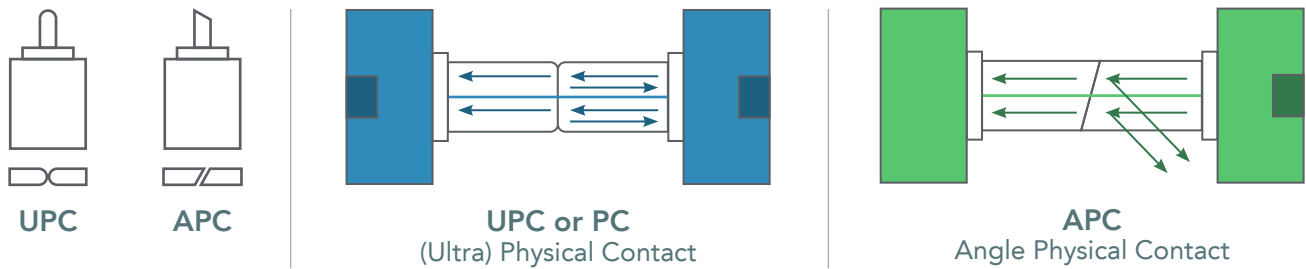 UPC
APC
UPC or PC
(Ultra) Physical Contact
APC
Angle Physical Contact